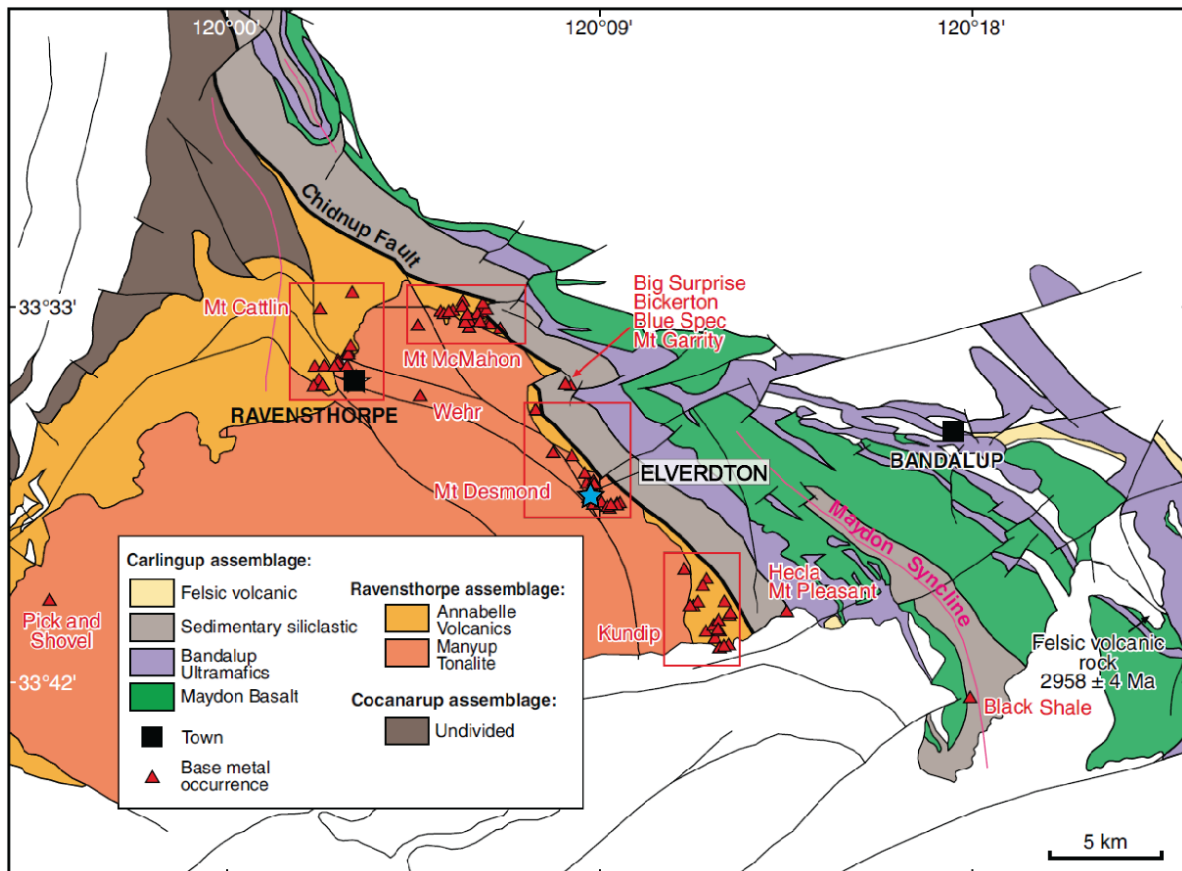 120°00'
120°09'
120°18'
Chidnup Fault
33°33'
Mt Cattlin
Big Surprise
Bickerton
Blue Spec
Mt Garrity
Mt McMahon
RAVENSTHORPE
Wehr
BANDALUP
ELVERDTON
Mt Desmond
Maydon Syncline
Hecla
Mt Pleasant
Kundip
Pick and
Shovel
Felsic volcanic
rock
2958 ± 4 Ma
33°42'
Black Shale
Carlingup assemblage:
Felsic volcanic
Sedimentary siliclastic
Bandalup
Ultramafics
Maydon Basalt
Town
Base metal
occurrence
Ravensthorpe assemblage:
Annabelle
Volcanics
Manyup
Tonalite
Cocanarup assemblage:
Undivided
5 km